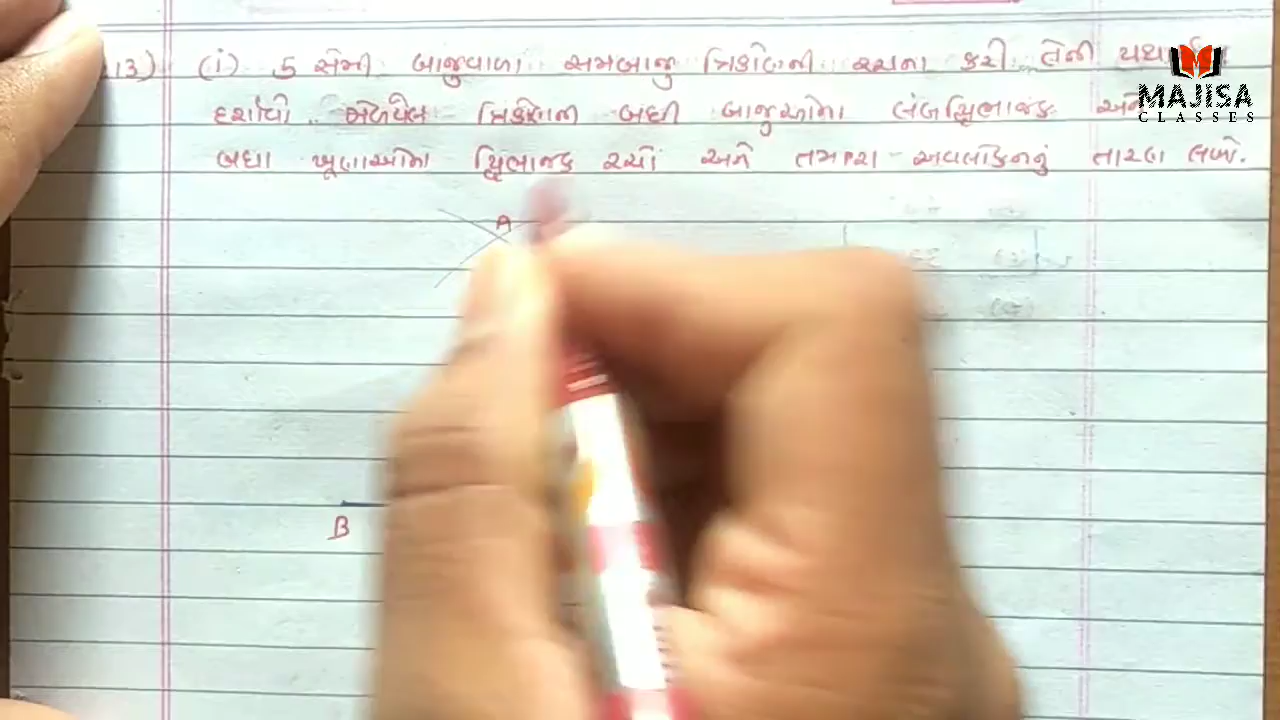 13) (i) 5 સેમી બાજુવાળા સમબાજુ ત્રિકોણની રચના કરી તેની
દર્શાવો. મેળવેલ ત્રિકોણની બધી બાજુઓના લંબદ્વિભાજક અને
બધા ખૂણાઓના દ્વિભાજક રચો અને તમારા અવલોકનનું તારણ લખો.
MAJISA
CLASSES
A
B